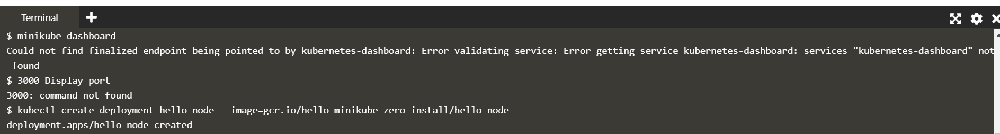 Terminal
$ minikube dashboard
Could not find finalized endpoint being pointed to by kubernetes-dashboard: Error validating service: Error getting service kubernetes-dashboard: services "kubernetes-dashboard" not
found
$ 3000 Display port
3000: command not found
$ kubectl create deployment hello-node --image=gcr.io/hello-minikube-zero-install/hello-node
deployment.apps/hello-node created